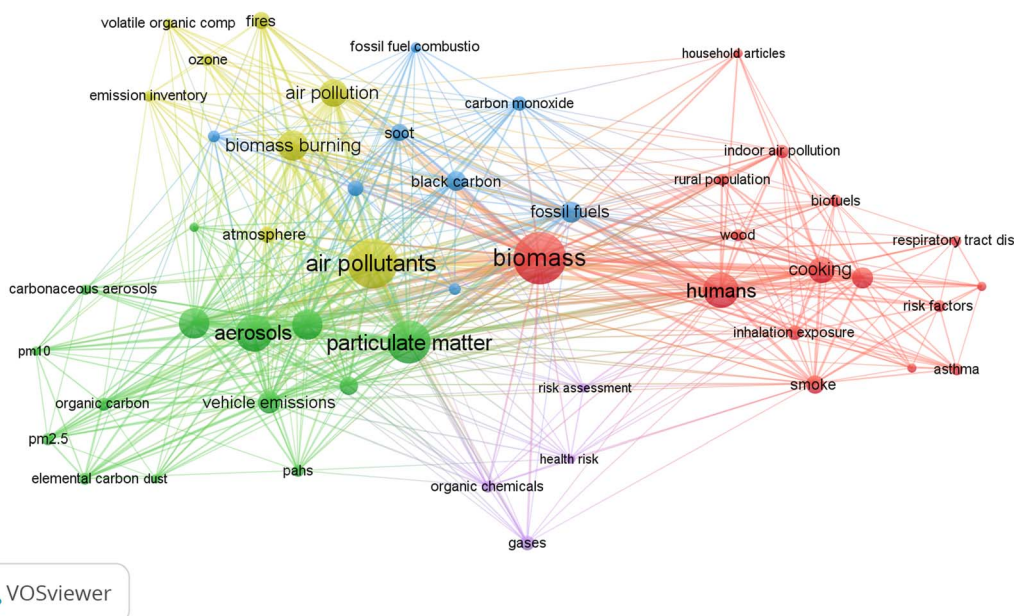 volatile organic comp
fires
fossil fuel combustio
household articles
ozone
emission inventory
air pollution
carbon monoxide
soot
biomass burning
indoor air pollution
black carbon
rural population
biofuels
fossil fuels
atmosphere
wood
respiratory tract dis
air pollutants
biomass
cooking
carbonaceous aerosols
humans
risk factors
aerosols
particulate matter
inhalation exposure
pm10
asthma
risk assessment
smoke
organic carbon
vehicle emissions
pm2.5
health risk
pahs
elemental carbon
dust
organic chemicals
gases
VOSviewer